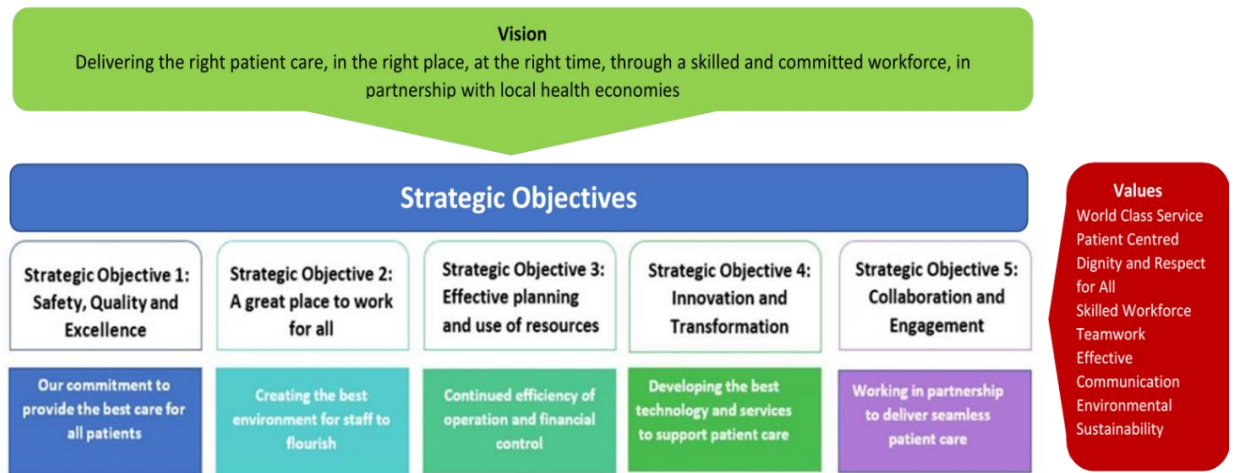 Vision
Delivering the right patient care, in the right place, at the right time, through a skilled and committed workforce, in
partnership with local health economies
Strategic Objectives
Strategic Objective 1:
Safety, Quality and
Excellence
Our commitment to
provide the best care for
all patients
Strategic Objective 2:
A great place to work
for all
Creating the best
environment for staff to
flourish
Strategic Objective 3:
Effective planning
and use of resources
Continued efficiency of
operation and financial
control
Strategic Objective 4:
Innovation and
Transformation
Developing the best
technology and services
to support patient care
Strategic Objective 5:
Collaboration and
Engagement
Working in partnership
to deliver seamless
patient care
Values
World Class Service
Patient Centred
Dignity and Respect
for All
Skilled Workforce
Teamwork
Effective
Communication
Environmental
Sustainability